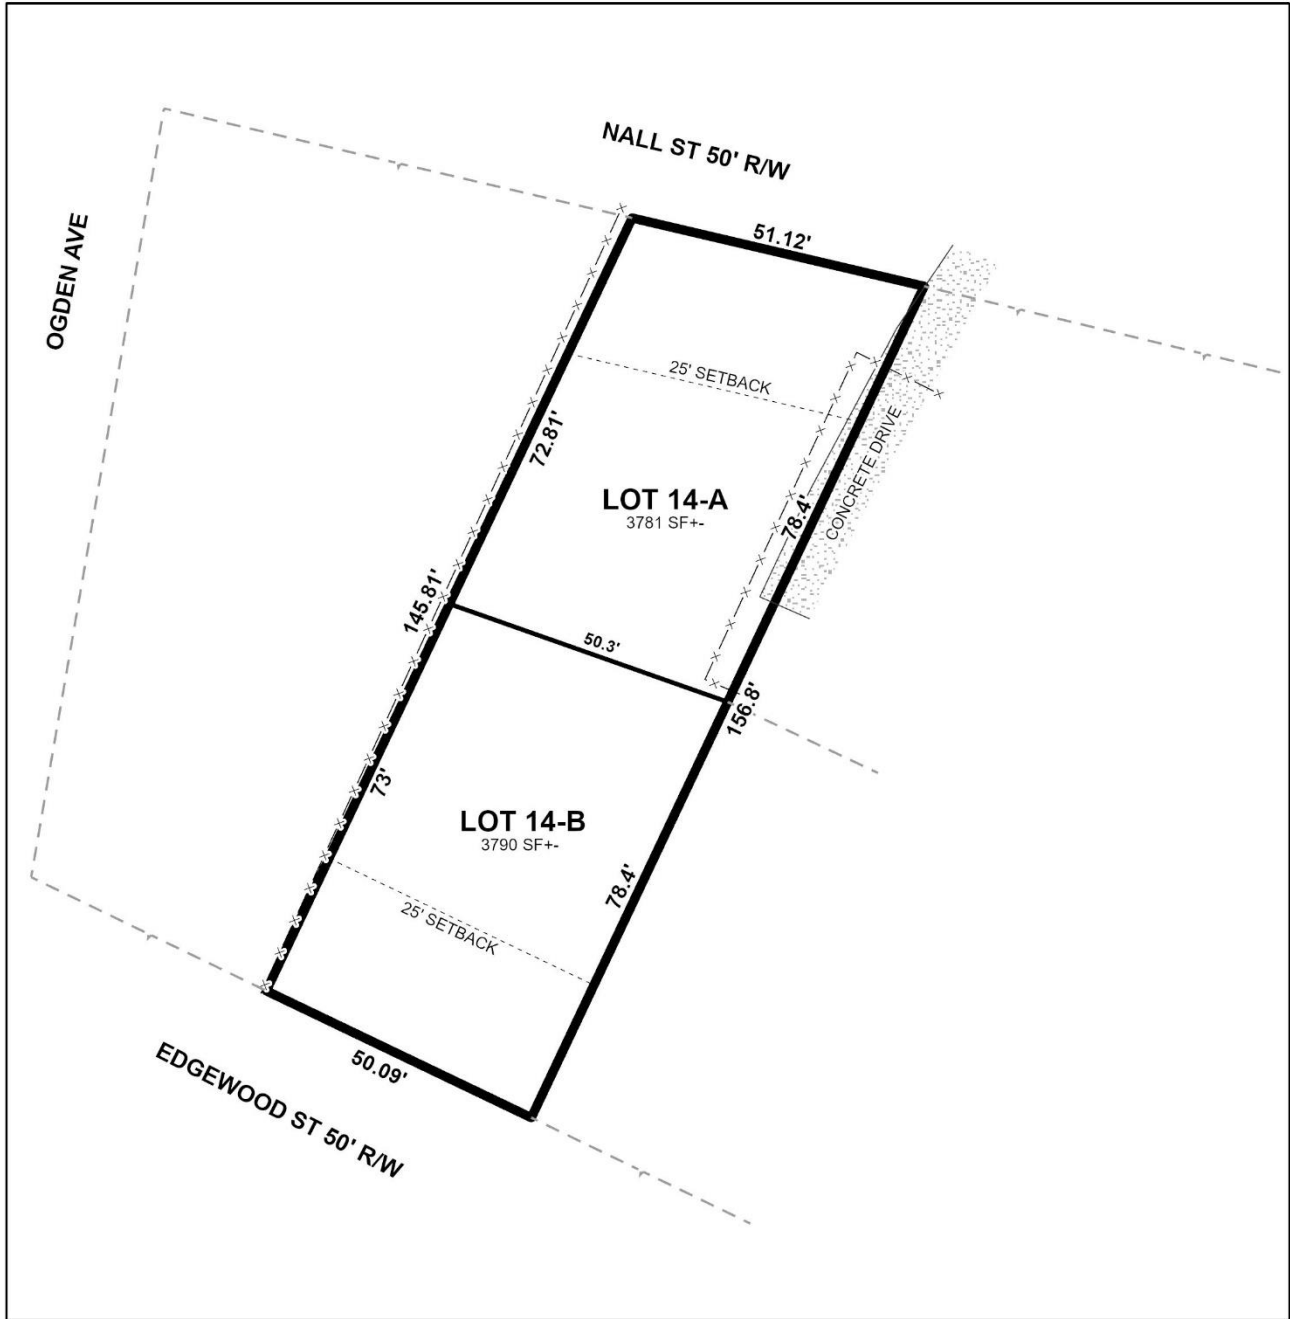 NALL ST 50' R/W
OGDEN AVE
51.12'
25' SETBACK
72.81'
LOT 14-A
3781 SF+-
78.4'
CONCRETE DRIVE
145.81'
50.3'
156.8'
73'
LOT 14-B
3790 SF+-
78.4'
25' SETBACK
50.09'
EDGEWOOD ST 50' R/W